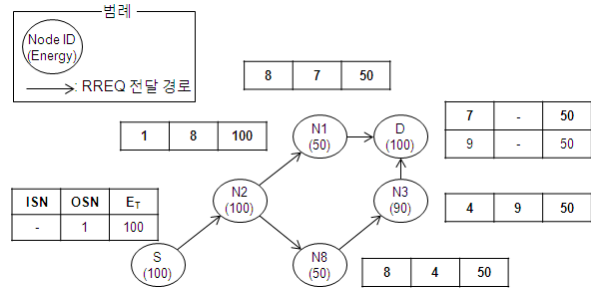 범례
Node ID
(Energy)
: RREQ 전달 경로
8 7 50
1 8 100
N1
(50)
D
(100)
7 - 50
9 - 50
N2
(100)
N3
(90)
4 9 50
ISN OSN E_T
- 1 100
S
(100)
N8
(50)
8 4 50